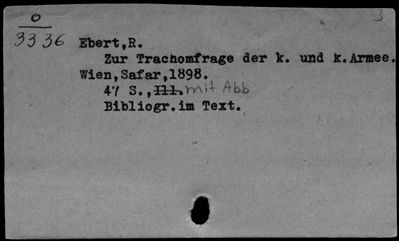 0
3336
Ebert,R.
Zur Trachomfrage der k. und k.Armee.
Wien,Safar,1898.
47 S.,Ill. mit Abb
Bibliogr.im Text.